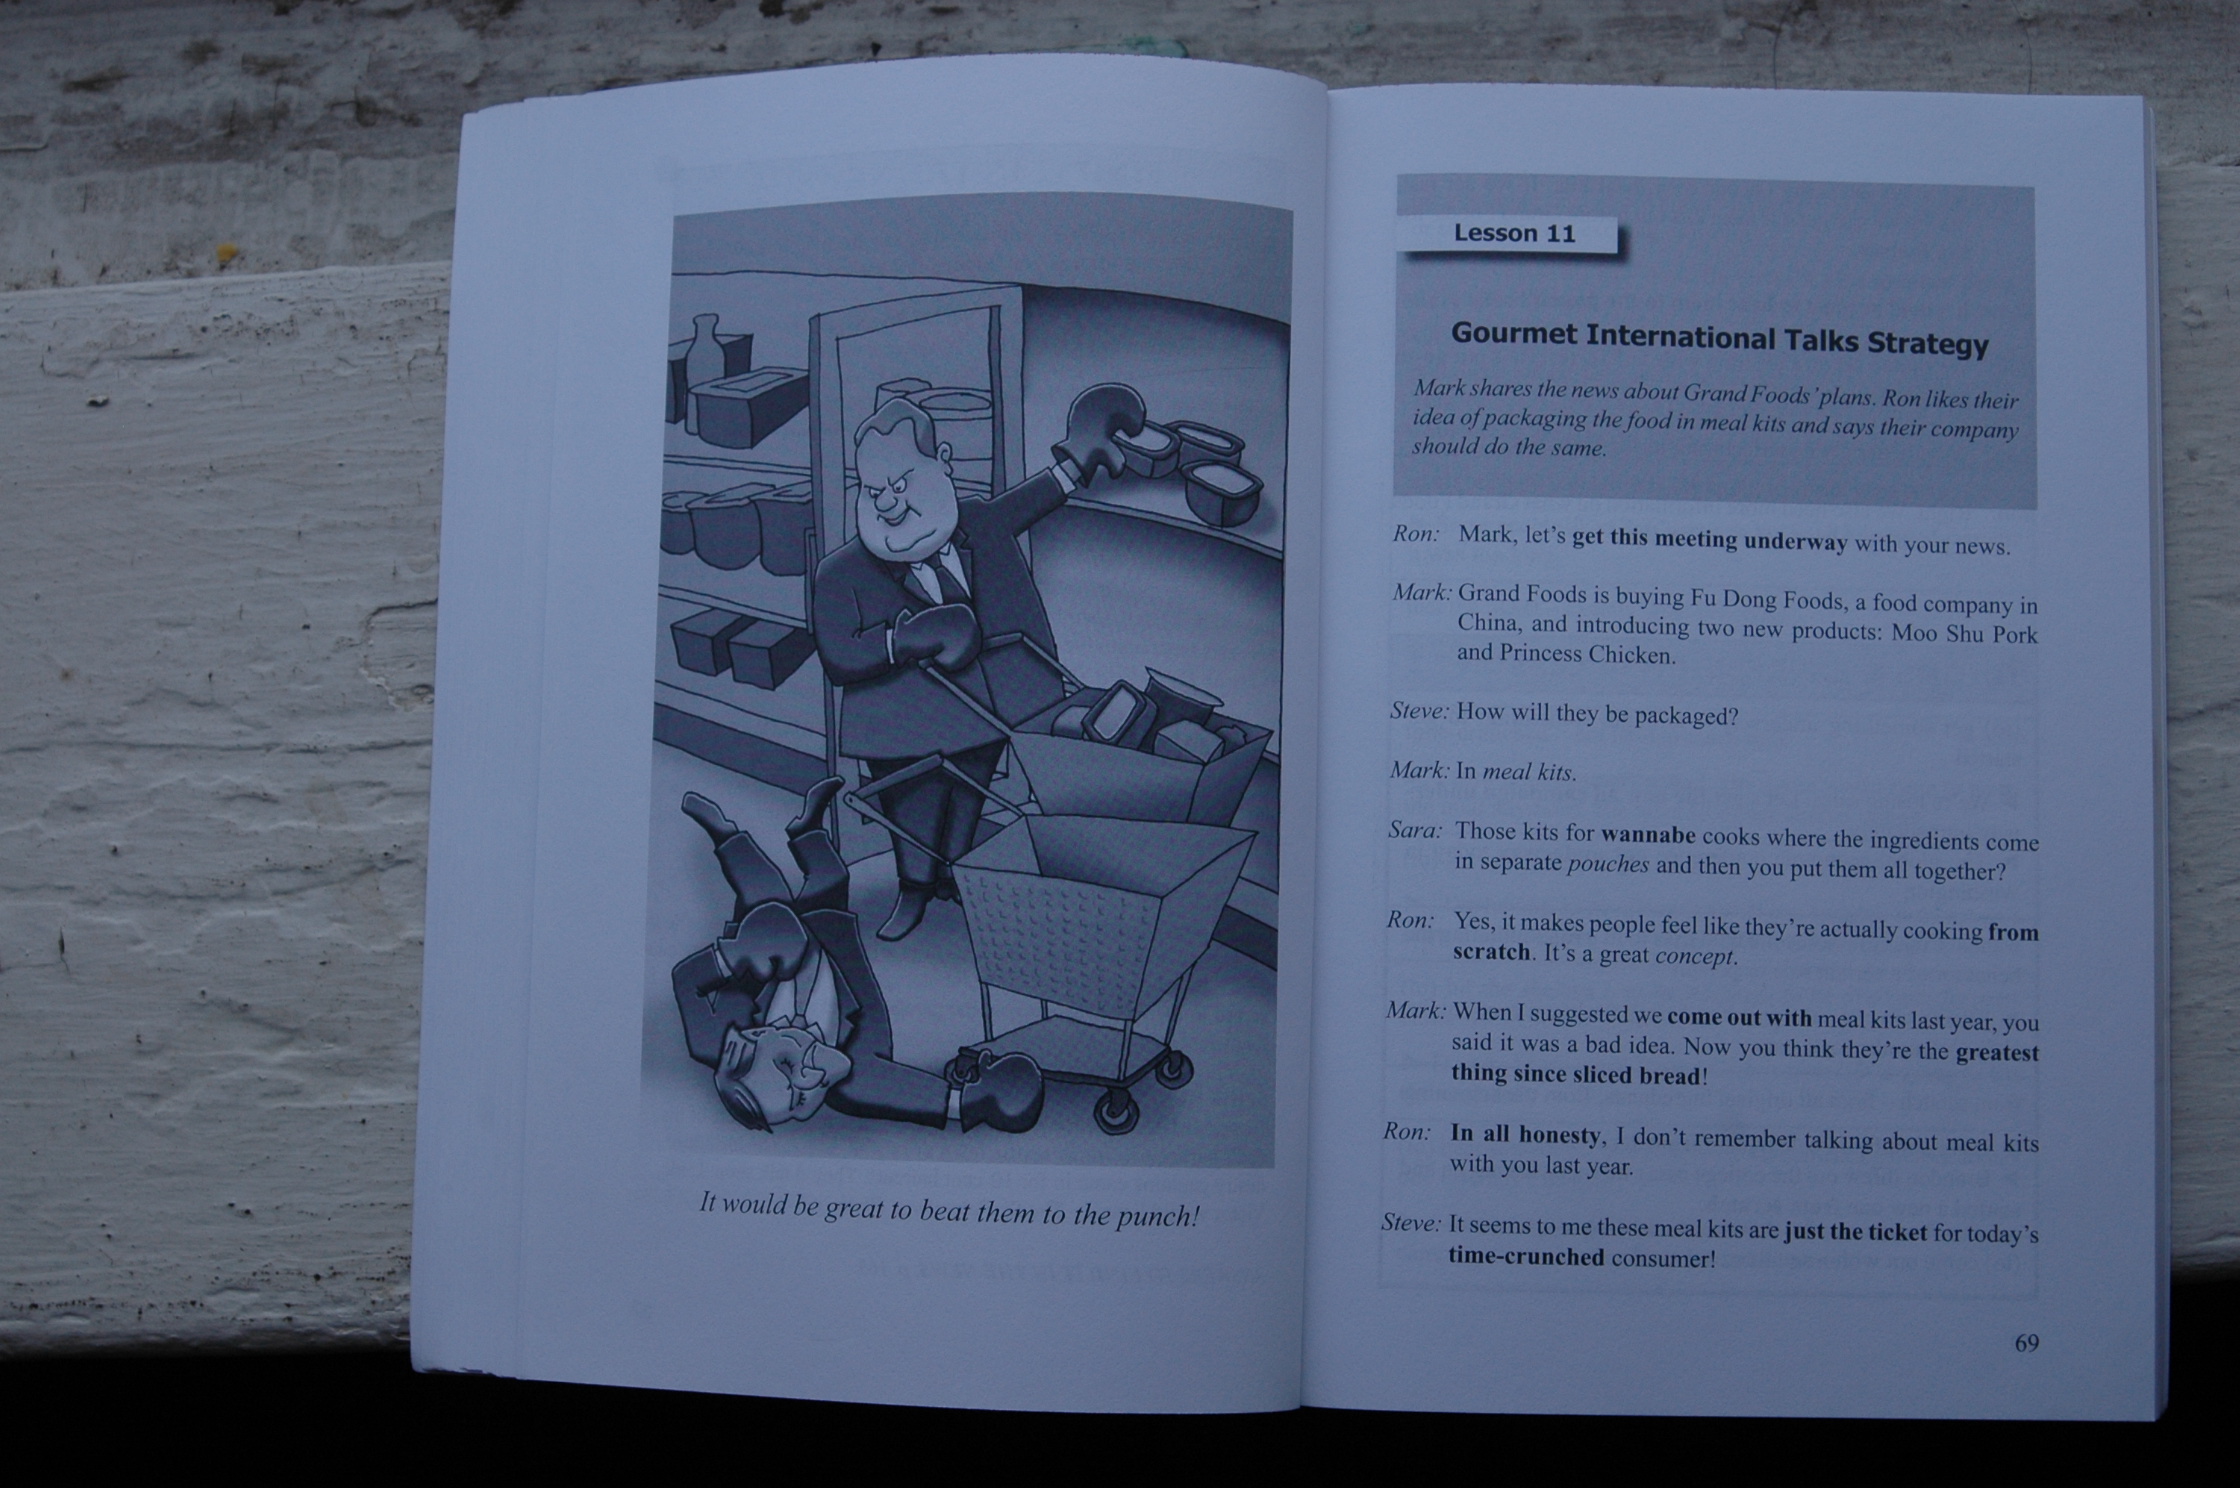 It would be great to beat them to the punch!
Lesson 11
Gourmet International Talks Strategy
Mark shares the news about Grand Foods' plans. Ron likes their
idea of packaging the food in meal kits and says their company
should do the same.
Ron: Mark, let's get this meeting underway with your news.
Mark: Grand Foods is buying Fu Dong Foods, a food company in
China, and introducing two new products: Moo Shu Pork
and Princess Chicken.
Steve: How will they be packaged?
Mark: In meal kits.
Sara: Those kits for wannabe cooks where the ingredients come
in separate pouches and then you put them all together?
Ron: Yes, it makes people feel like they're actually cooking from
scratch. It's a great concept.
Mark: When I suggested we come out with meal kits last year, you
said it was a bad idea. Now you think they're the greatest
thing since sliced bread!
Ron: In all honesty, I don't remember talking about meal kits
with you last year.
Steve: It seems to me these meal kits are just the ticket for today's
time-crunched consumer!
69